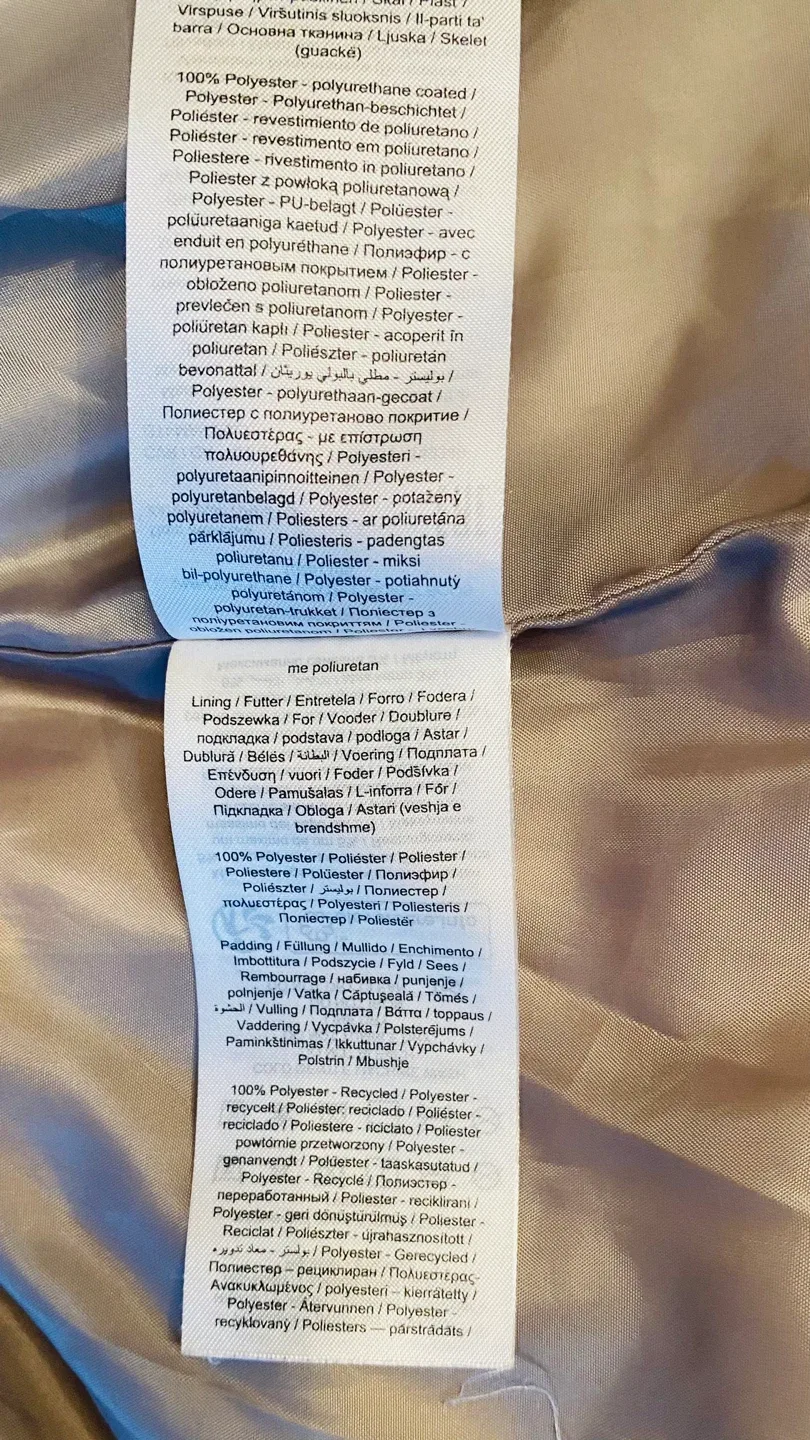 Virspuse / Viršutinis sluoksnis / Il-parti ta'
barra / Основна тканина / Ljuska / Skelet
(guackë)
100% Polyester - polyurethane coated /
Polyester - Polyurethan-beschichtet /
Poliéster - revestimiento de poliuretano /
Poliéster - revestimento em poliuretano /
Poliestere - rivestimento in poliuretano /
Poliester z powłoką poliuretanową /
Polyester - PU-belagt / Polüester -
polüuretaaniga kaetud / Polyester - avec
enduit en polyuréthane / Полиэфир - с
полиуретановым покрытием / Poliester -
obloženo poliuretanom / Poliester -
prevlečen s poliuretanom / Polyester -
poliüretan kaplı / Poliester - acoperit în
poliuretan / Poliészter - poliuretán
bevonattal / بوليستر - مطلي بالبولي يوريثان /
Polyester - polyurethaan-gecoat /
Полиестер с полиуретаново покритие /
Πολυεστέρας - με επίστρωση
πολυουρεθάνης / Polyesteri -
polyuretaanipinnoitteinen / Polyester -
polyuretanbelagd / Polyester - potažený
polyuretanem / Poliesters - ar poliuretāna
pārklājumu / Poliesteris - padengtas
poliuretanu / Poliester - miksi
bil-polyurethane / Polyester - potiahnutý
polyuretánom / Polyester -
polyuretan-trukket / Поліестер з
поліуретановим покриттям / Poliester -
obložen poliuretanom / Poliester
me poliuretan
Lining / Futter / Entretela / Forro / Fodera /
Podszewka / For / Vooder / Doublure /
подкладка / podstava / podloga / Astar /
Dublură / Bélés / البطانة / Voering / Подплата /
Επένδυση / vuori / Foder / Podšívka /
Odere / Pamušalas / L-inforra / Fór /
Підкладка / Obloga / Astari (veshja e
brendshme)
100% Polyester / Poliéster / Poliester /
Poliestere / Polüester / Полиэфир /
Poliészter / بوليستر / Полиестер /
πολυεστέρας / Polyesteri / Poliesteris /
Поліестер / Poliestër
Padding / Füllung / Mullido / Enchimento /
Imbottitura / Podszycie / Fyld / Sees /
Rembourrage / набивка / punjenje /
polnjenje / Vatka / Căptușeală / Tömés /
الحشوة / Vulling / Подплата / Βάττα / toppaus /
Vaddering / Vycpávka / Polsterējums /
Paminkštinimas / Ikkuttunar / Vypchávky /
Polstrin / Mbushje
100% Polyester - Recycled / Polyester -
recycelt / Poliéster: reciclado / Poliéster -
reciclado / Poliestere - riciclato / Poliester
powtórnie przetworzony / Polyester -
genanvendt / Polüester - taaskasutatud /
Polyester - Recyclé / Полиэстер -
переработанный / Poliester - reciklirani /
Polyester - geri dönüştürülmüş / Poliester -
Reciclat / Poliészter - újrahasznosított /
بولستر - معاد تدويره / Polyester - Gerecycled /
Полиестер – рециклиран / Πολυεστέρας-
Ανακυκλωμένος / polyesteri – kierrätetty /
Polyester - Återvunnen / Polyester -
recyklovaný / Poliesters — pārstrādāts /